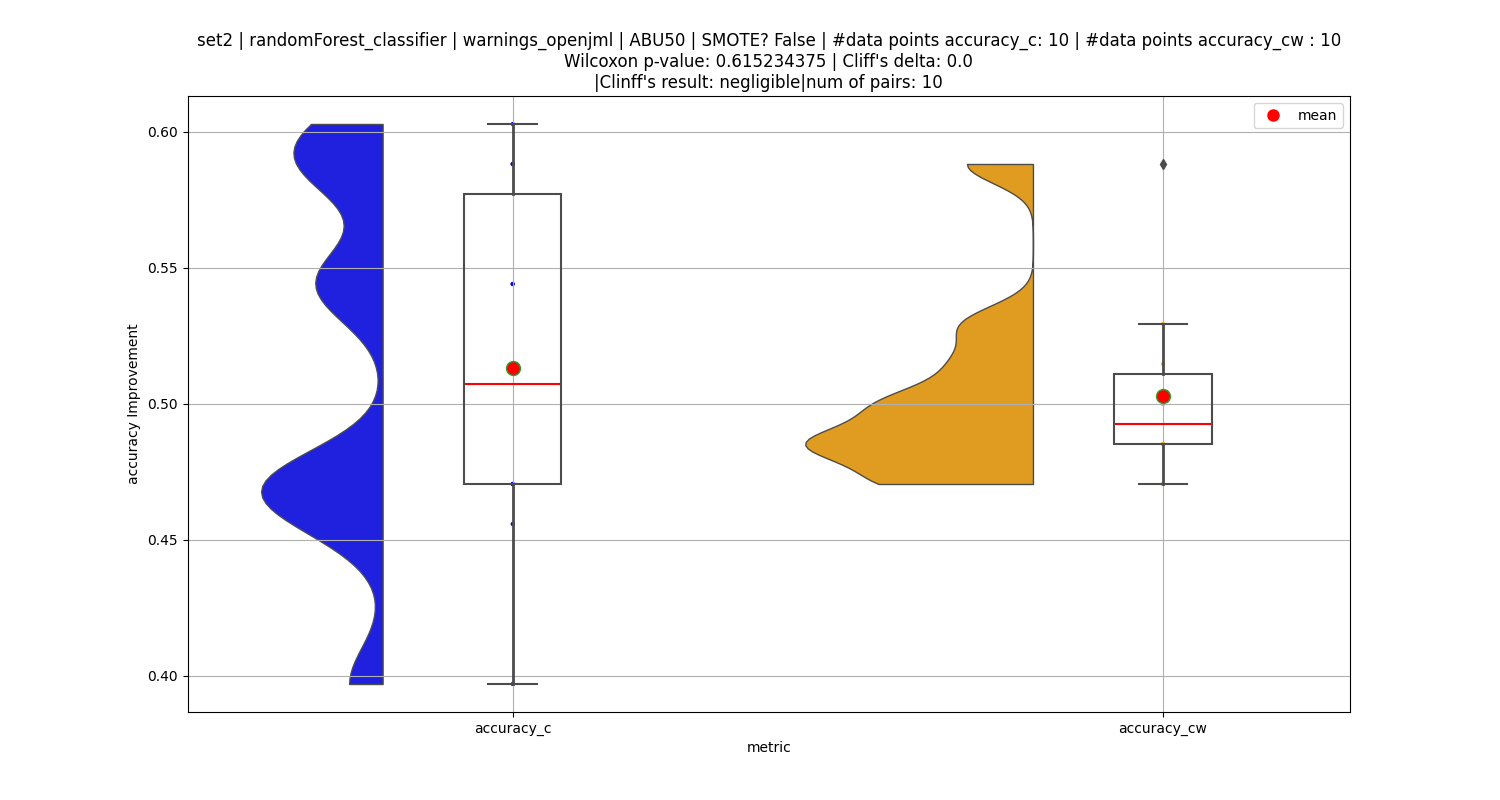 set2 | randomForest_classifier | warnings_openjml | ABU50 | SMOTE? False | #data points accuracy_c: 10 | #data points accuracy_cw : 10
Wilcoxon p-value: 0.615234375 | Cliff's delta: 0.0
|Clinff's result: negligible|num of pairs: 10
mean
0.60
0.55
0.50
0.45
0.40
accuracy Improvement
accuracy_c
accuracy_cw
metric